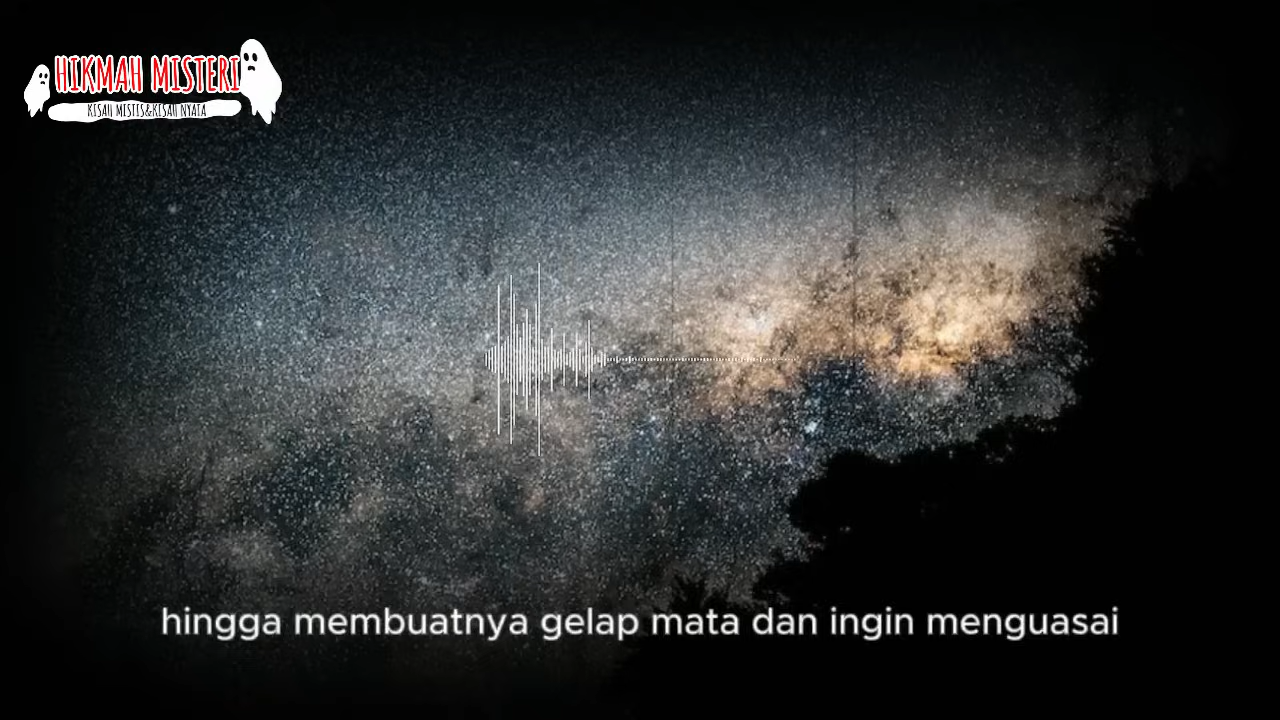 HIKMAH MISTERI
KISAH MISTIS&KISAH NYATA
hingga membuatnya gelap mata dan ingin menguasai